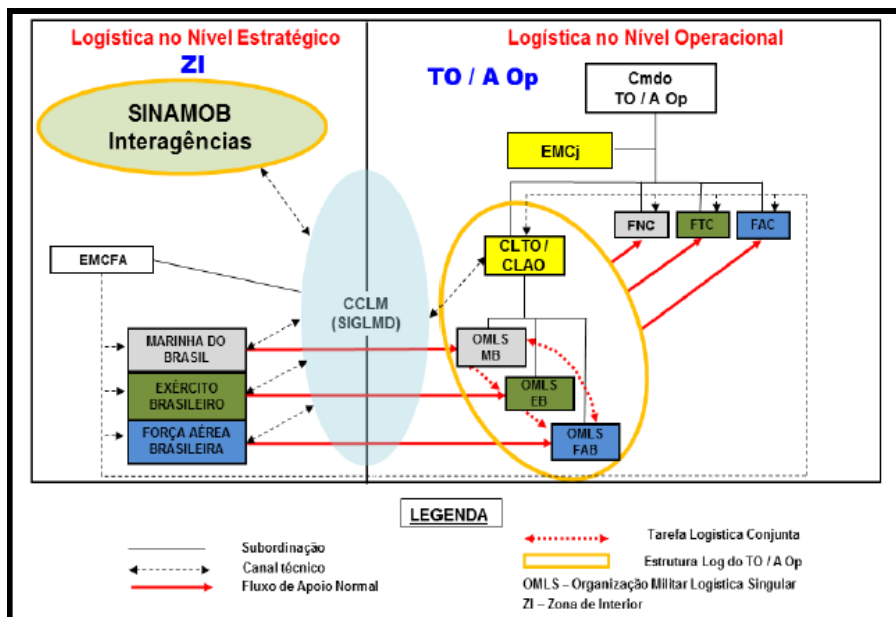 Logística no Nível Estratégico
ZI
SINAMOB
Interagências
EMCFA
MARINHA DO
BRASIL
EXÉRCITO
BRASILEIRO
FORÇA AÉREA
BRASILEIRA
CCLM
(SIGLMD)
Logística no Nível Operacional
TO / A Op
Cmdo
TO / A Op
EMCj
FNC
FTC
FAC
CLTO /
CLAO
OMLS
MB
OMLS
EB
OMLS
FAB
LEGENDA
Subordinação
Canal técnico
Fluxo de Apoio Normal
Tarefa Logística Conjunta
Estrutura Log do TO / A Op
OMLS – Organização Militar Logística Singular
ZI – Zona de Interior